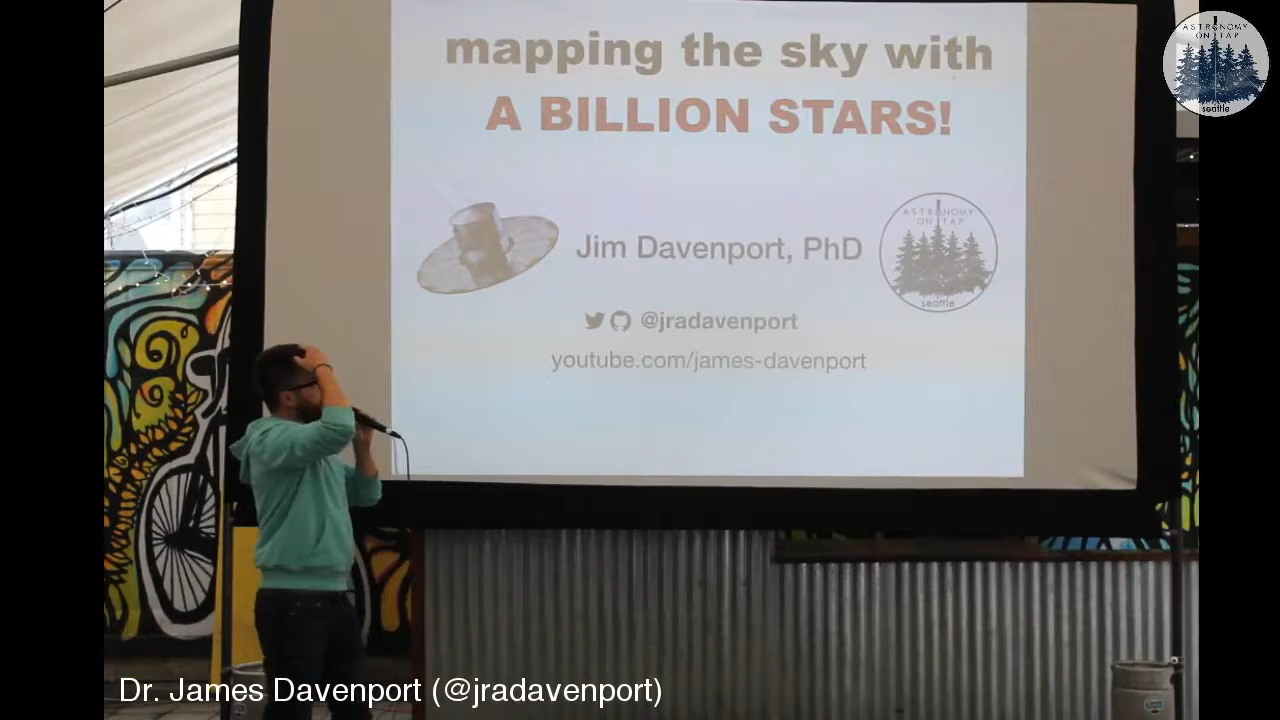 mapping the sky with
A BILLION STARS!
Jim Davenport, PhD
ASTRONOMY
ON TAP
seattle
@jradavenport
youtube.com/james-davenport
ASTRONOMY
ON TAP
seattle
Dr. James Davenport (@jradavenport)